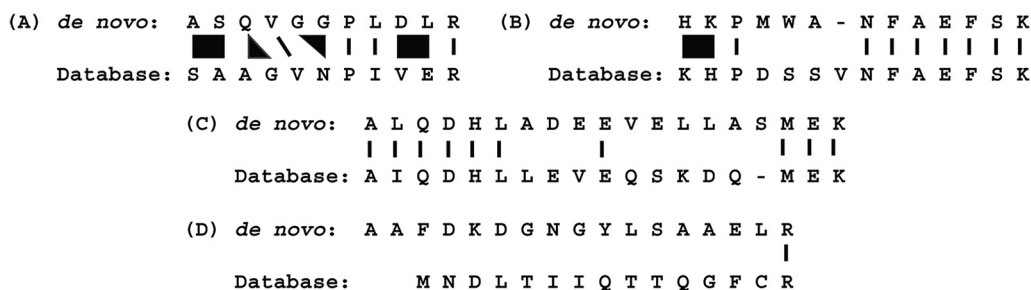 (A) de novo: A S Q V G G P L D L R
Database: S A A G V N P I V E R
(B) de novo: H K P M W A - N F A E F S K
Database: K H P D S S V N F A E F S K
(C) de novo: A L Q D H L A D E E V E L L A S M E K
Database: A I Q D H L L E V E Q S K D Q - M E K
(D) de novo: A A F D K D G N G Y L S A A E L R
Database: M N D L T I I Q T T Q G F C R